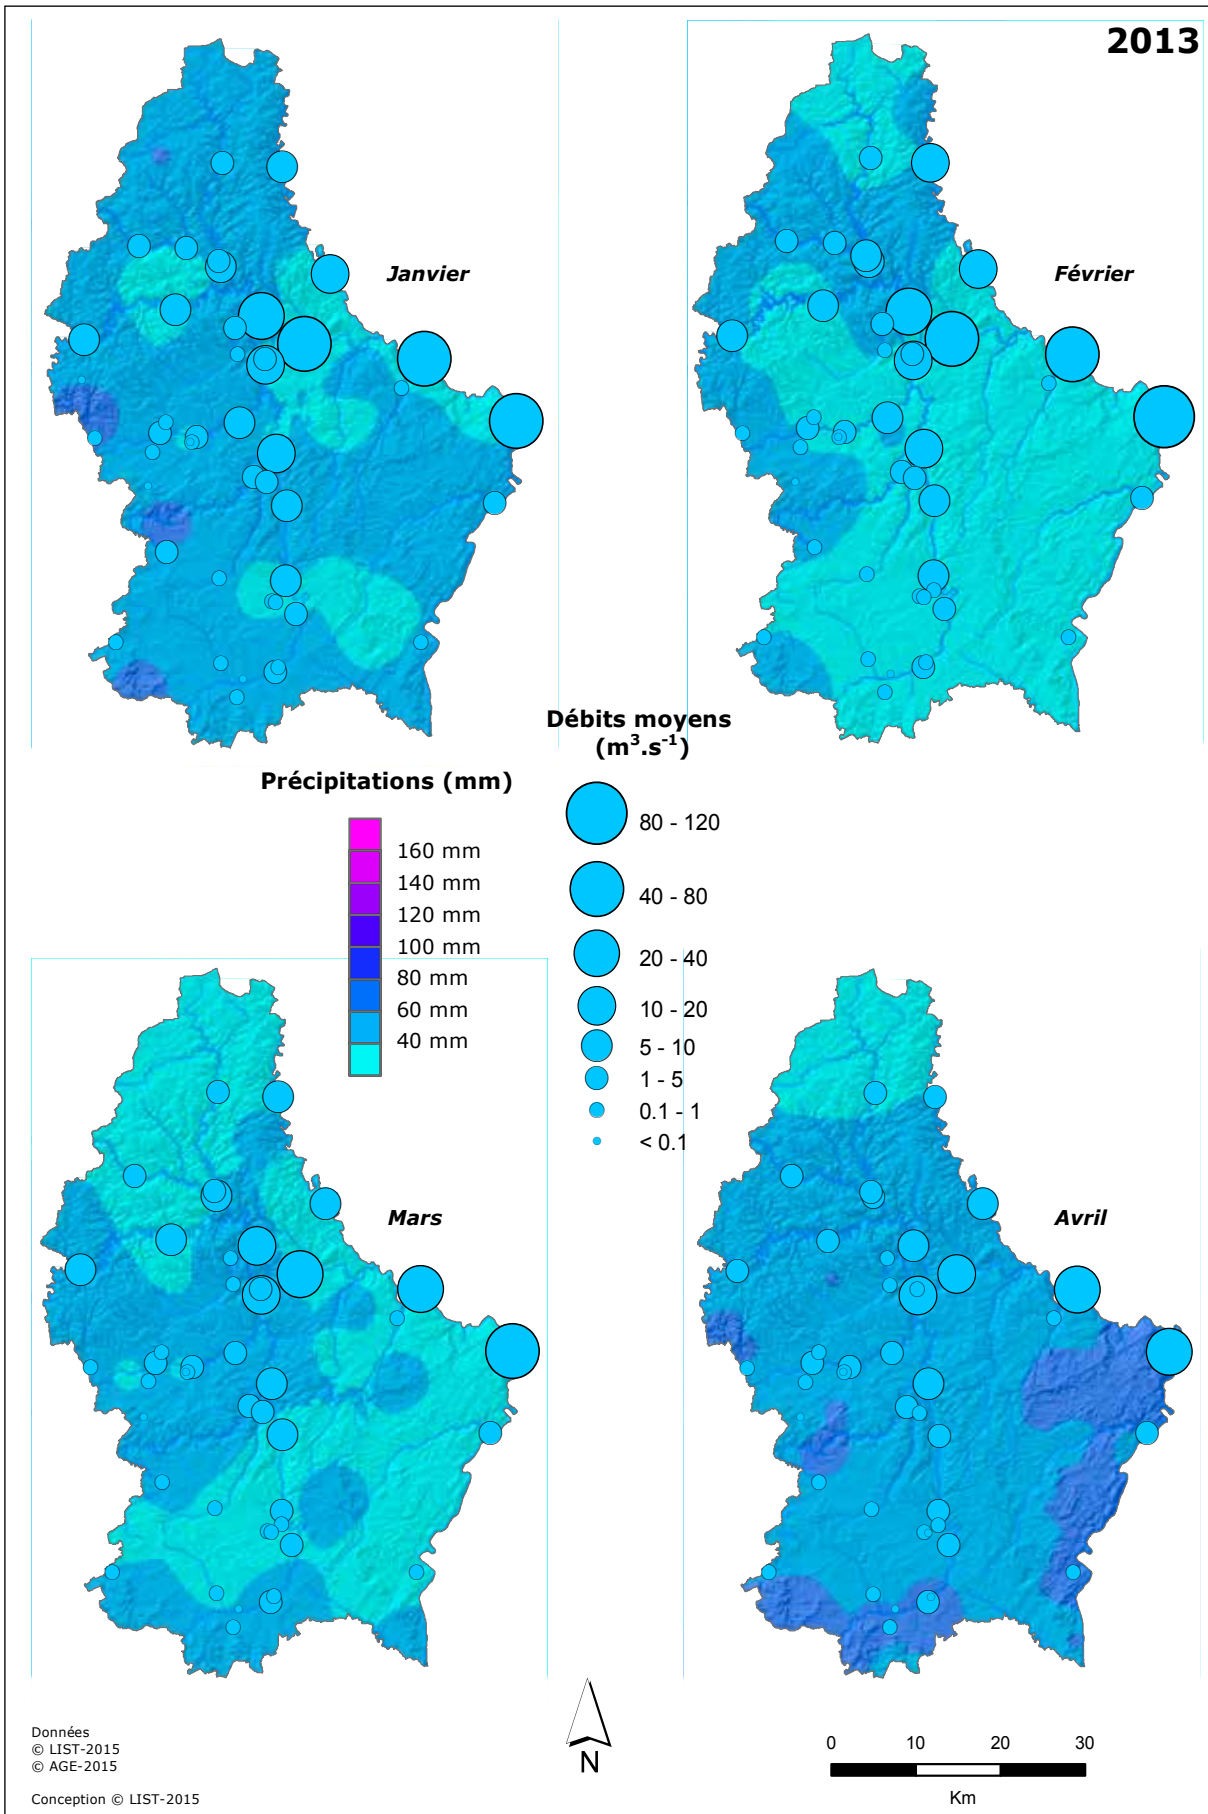 2013
Janvier
Février
Débits moyens
(m³.s⁻¹)
Précipitations (mm)
160 mm
140 mm
120 mm
100 mm
80 mm
60 mm
40 mm
80 - 120
40 - 80
20 - 40
10 - 20
5 - 10
1 - 5
0.1 - 1
< 0.1
Mars
Avril
Données
© LIST-2015
© AGE-2015
Conception © LIST-2015
N
0 10 20 30
Km